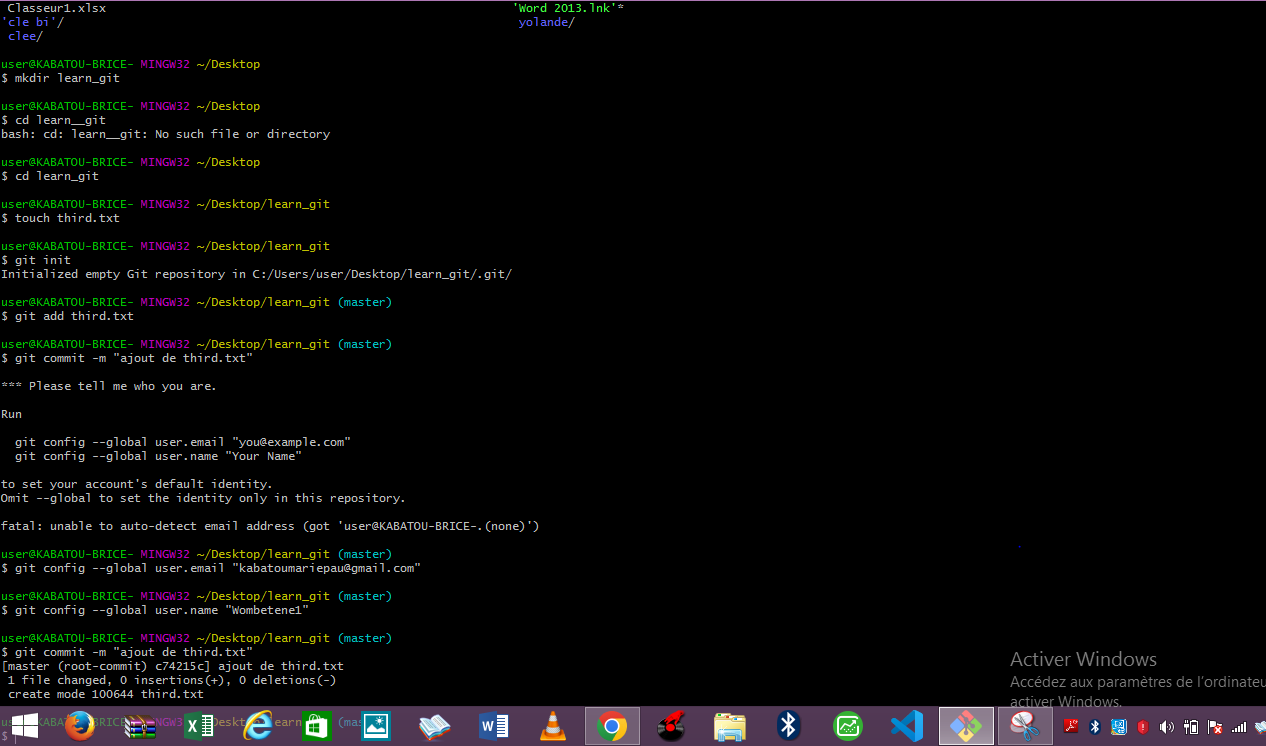 Classeur1.xlsx 'Word 2013.lnk'*
'cle bi'/ yolande/
clee/
user@KABATOU-BRICE- MINGW32 ~/Desktop
$ mkdir learn_git
user@KABATOU-BRICE- MINGW32 ~/Desktop
$ cd learn__git
bash: cd: learn__git: No such file or directory
user@KABATOU-BRICE- MINGW32 ~/Desktop
$ cd learn_git
user@KABATOU-BRICE- MINGW32 ~/Desktop/learn_git
$ touch third.txt
user@KABATOU-BRICE- MINGW32 ~/Desktop/learn_git
$ git init
Initialized empty Git repository in C:/Users/user/Desktop/learn_git/.git/
user@KABATOU-BRICE- MINGW32 ~/Desktop/learn_git (master)
$ git add third.txt
user@KABATOU-BRICE- MINGW32 ~/Desktop/learn_git (master)
$ git commit -m "ajout de third.txt"
*** Please tell me who you are.
Run
git config --global user.email "you@example.com"
git config --global user.name "Your Name"
to set your account's default identity.
Omit --global to set the identity only in this repository.
fatal: unable to auto-detect email address (got 'user@KABATOU-BRICE-.(none)')
user@KABATOU-BRICE- MINGW32 ~/Desktop/learn_git (master)
$ git config --global user.email "kabatoumariepau@gmail.com"
user@KABATOU-BRICE- MINGW32 ~/Desktop/learn_git (master)
$ git config --global user.name "Wombetene1"
user@KABATOU-BRICE- MINGW32 ~/Desktop/learn_git (master)
$ git commit -m "ajout de third.txt"
[master (root-commit) c74215c] ajout de third.txt
1 file changed, 0 insertions(+), 0 deletions(-)
create mode 100644 third.txt
Activer Windows
Accédez aux paramètres de l'ordinateu
activer Windows.